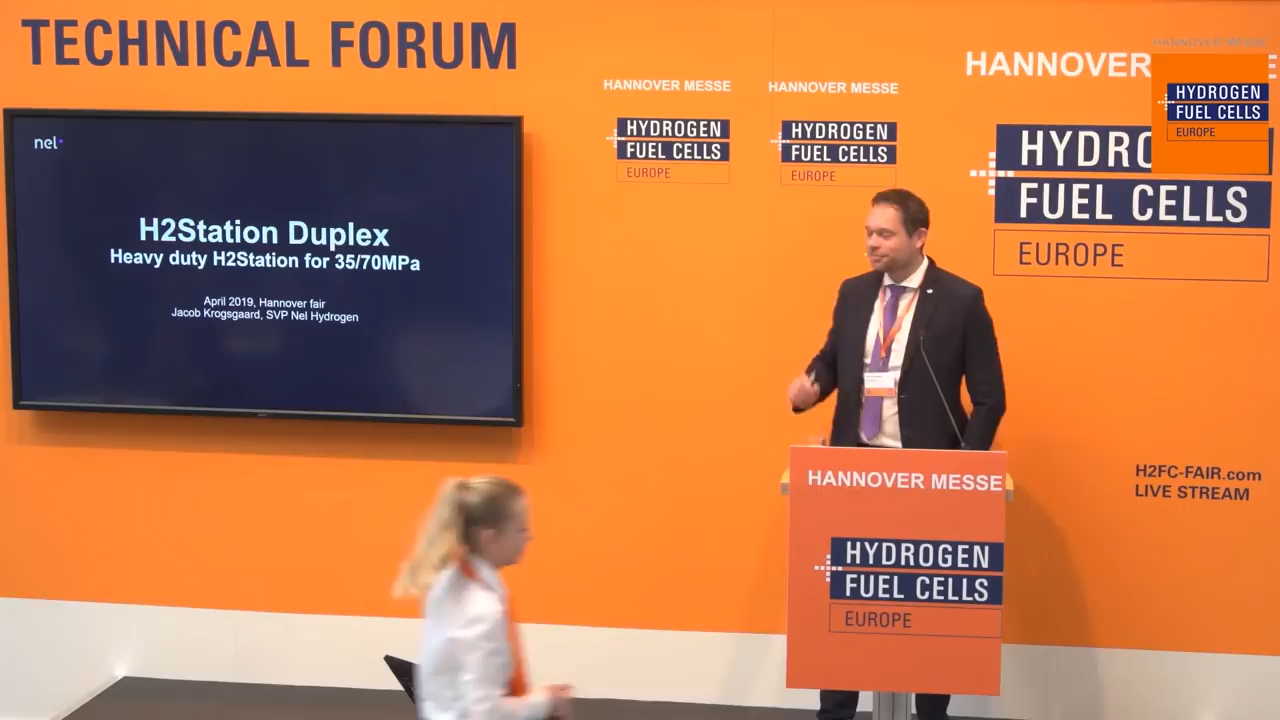 TECHNICAL FORUM
nel
H2Station Duplex
Heavy duty H2Station for 35/70MPa
April 2019, Hannover fair
Jacob Krogsgaard, SVP Nel Hydrogen
HANNOVER MESSE
HYDROGEN
FUEL CELLS
EUROPE
HANNOVER MESSE
HYDROGEN
FUEL CELLS
EUROPE
HANNOVER
FUEL CELLS
EUROPE
HANNOVER MESSE
HYDROGEN
FUEL CELLS
EUROPE
H2FC-FAIR.com
LIVE STREAM
HANNOVER MESSE
HYDROGEN
FUEL CELLS
EUROPE